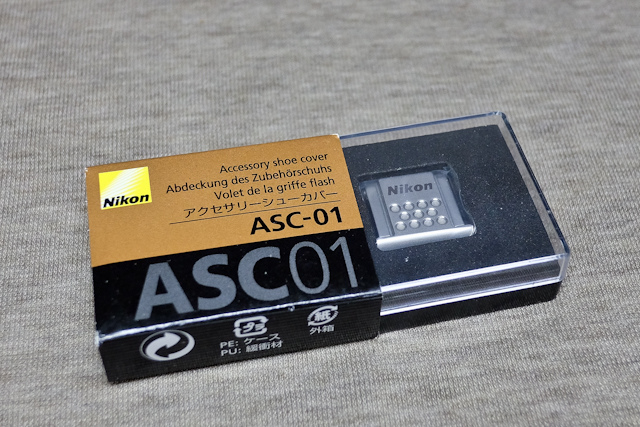 Nikon
Accessory shoe cover
Abdeckung des Zubehörschuhs
Volet de la griffe flash
アクセサリーシューカバー
ASC-01
ASC01
プラ
PE: ケース
PU: 緩衝材
紙
外箱
Nikon